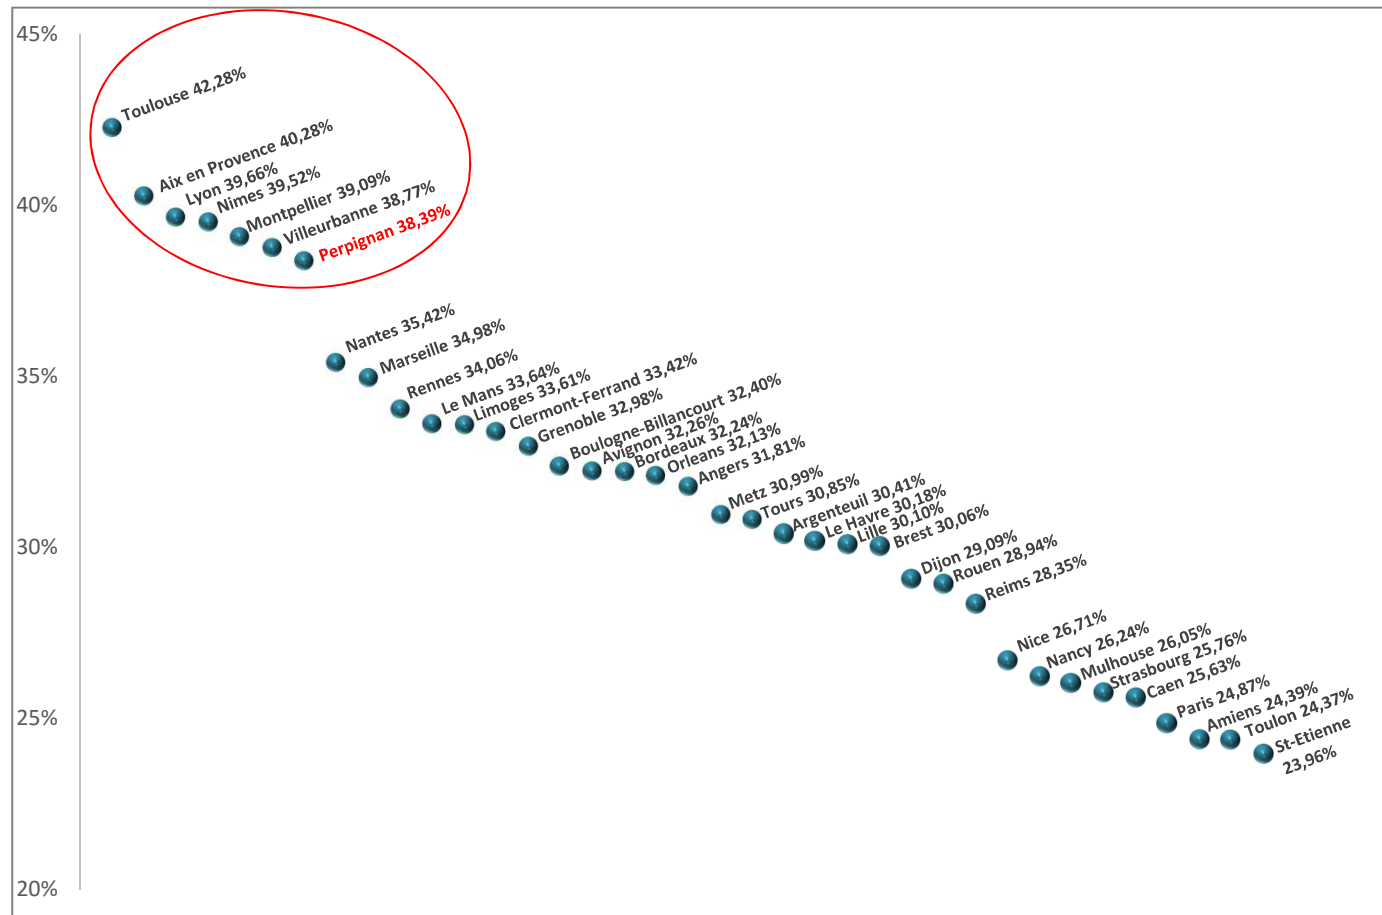 45%
Toulouse 42,28%
Aix en Provence 40,28%
Lyon 39,66%
Nimes 39,52%
40%
Montpellier 39,09%
Villeurbanne 38,77%
Perpignan 38,39%
Nantes 35,42%
Marseille 34,98%
35%
Rennes 34,06%
Le Mans 33,64%
Limoges 33,61%
Clermont-Ferrand 33,42%
Grenoble 32,98%
Boulogne-Billancourt 32,40%
Avignon 32,26%
Bordeaux 32,24%
Orleans 32,13%
Angers 31,81%
Metz 30,99%
Tours 30,85%
Argenteuil 30,41%
Le Havre 30,18%
Lille 30,10%
Brest 30,06%
30%
Dijon 29,09%
Rouen 28,94%
Reims 28,35%
Nice 26,71%
Nancy 26,24%
Mulhouse 26,05%
Strasbourg 25,76%
Caen 25,63%
25%
Paris 24,87%
Amiens 24,39%
Toulon 24,37%
St-Etienne
23,96%
20%